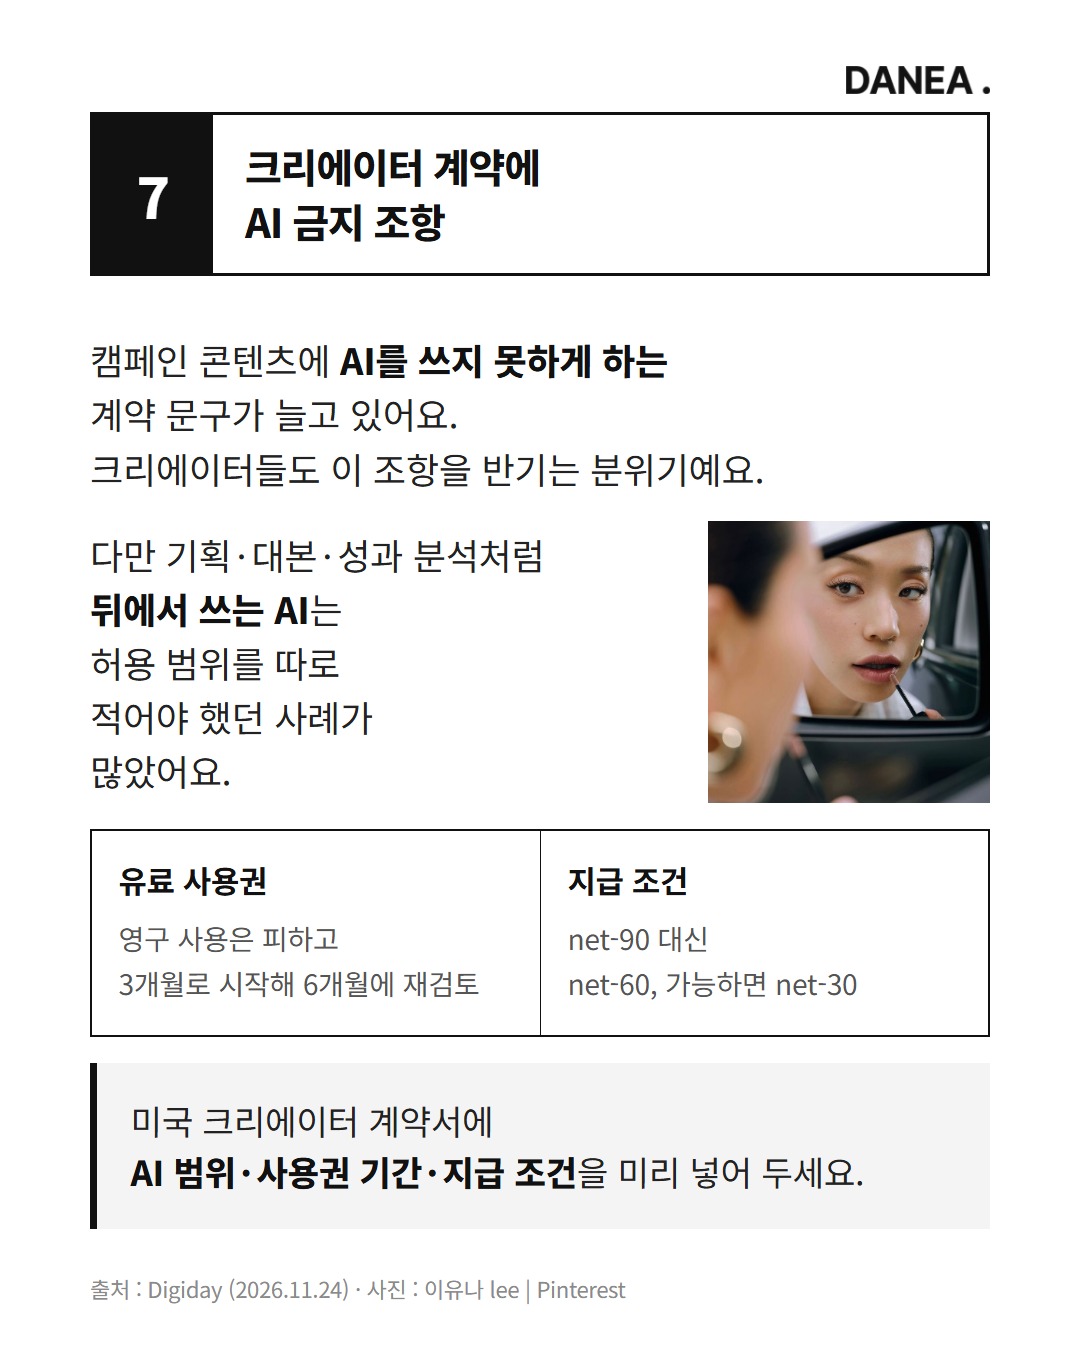 DANEA .
7
크리에이터 계약에
AI 금지 조항
캠페인 콘텐츠에 AI를 쓰지 못하게 하는
계약 문구가 늘고 있어요.
크리에이터들도 이 조항을 반기는 분위기예요.
다만 기획·대본·성과 분석처럼
뒤에서 쓰는 AI는
허용 범위를 따로
적어야 했던 사례가
많았어요.
유료 사용권
영구 사용은 피하고
3개월로 시작해 6개월에 재검토
지급 조건
net-90 대신
net-60, 가능하면 net-30
미국 크리에이터 계약서에
AI 범위·사용권 기간·지급 조건을 미리 넣어 두세요.
출처 : Digiday (2026.11.24) · 사진 : 이유나 lee | Pinterest